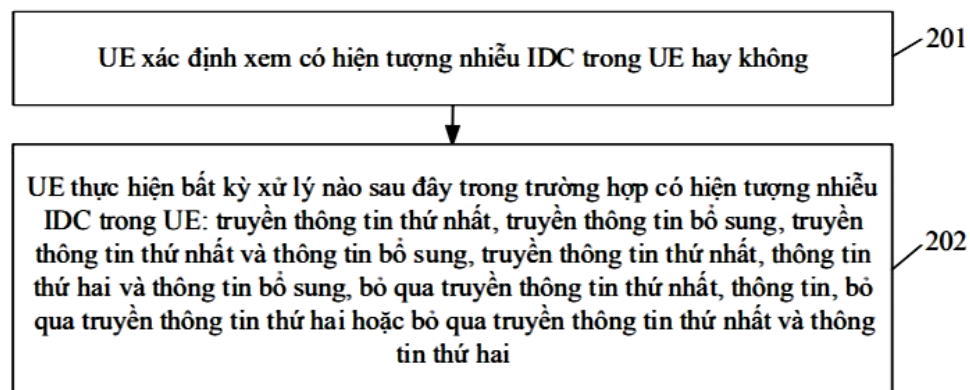 UE xác định xem có hiện tượng nhiễu IDC trong UE hay không
201
UE thực hiện bất kỳ xử lý nào sau đây trong trường hợp có hiện tượng nhiễu
IDC trong UE: truyền thông tin thứ nhất, truyền thông tin bổ sung, truyền
thông tin thứ nhất và thông tin bổ sung, truyền thông tin thứ nhất, thông tin
thứ hai và thông tin bổ sung, bỏ qua truyền thông tin thứ nhất, thông tin, bỏ
qua truyền thông tin thứ hai hoặc bỏ qua truyền thông tin thứ nhất và thông
tin thứ hai
202